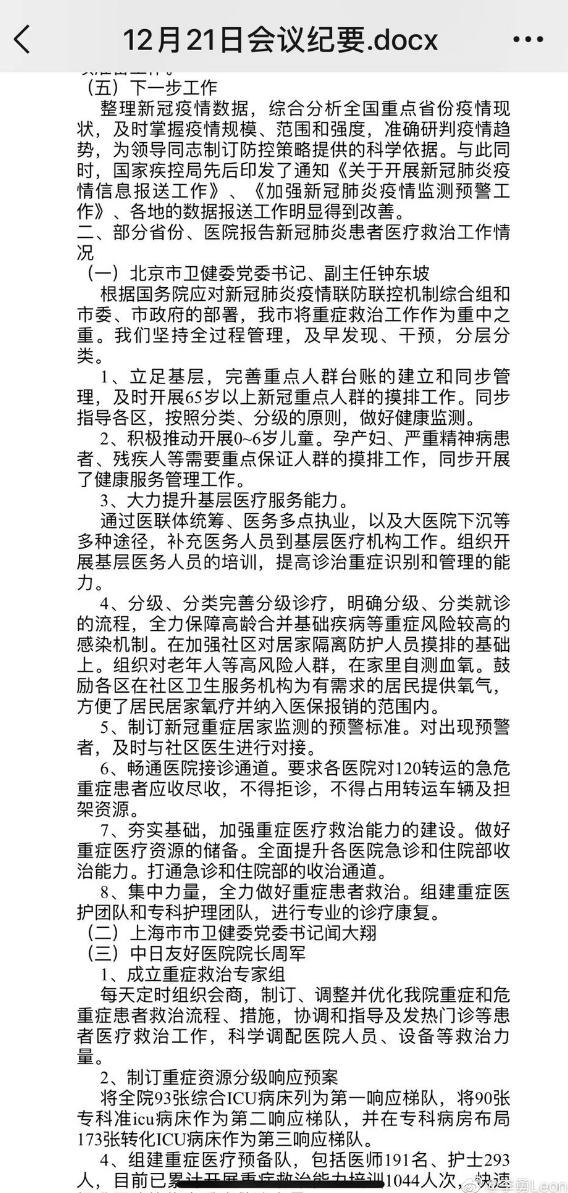 12月21日会议纪要.docx
(五)下一步工作
整理新冠疫情数据，综合分析全国重点省份疫情现
状，及时掌握疫情规模、范围和强度，准确研判疫情趋
势，为领导同志制订防控策略提供的科学依据。与此同
时，国家疾控局先后印发了通知《关于开展新冠肺炎疫
情信息报送工作》、《加强新冠肺炎疫情监测预警工
作》、各地的数据报送工作明显得到改善。
二、部分省份、医院报告新冠肺炎患者医疗救治工作情
况
(一)北京市卫健委党委书记、副主任钟东坡
根据国务院应对新冠肺炎疫情联防联控机制综合组和
市委、市政府的部署，我市将重症救治工作作为重中之
重。我们坚持全过程管理，及早发现、干预，分层分
类。
1、立足基层，完善重点人群台账的建立和同步管
理，及时开展65岁以上新冠重点人群的摸排工作。同步
指导各区，按照分类、分级的原则，做好健康监测。
2、积极推动开展0~6岁儿童。孕产妇、严重精神病患
者、残疾人等需要重点保证人群的摸排工作，同步开展
了健康服务管理工作。
3、大力提升基层医疗服务能力。
通过医联体统筹、医务多点执业，以及大医院下沉等
多种途径，补充医务人员到基层医疗机构工作。组织开
展基层医务人员的培训，提高诊治重症识别和管理的能
力。
4、分级、分类完善分级诊疗，明确分级、分类就诊
的流程，全力保障高龄合并基础疾病等重症风险较高的
感染机制。在加强社区对居家隔离防护人员摸排的基础
上。组织对老年人等高风险人群，在家里自测血氧。鼓
励各区在社区卫生服务机构为有需求的居民提供氧气，
方便了居民居家氧疗并纳入医保报销的范围内。
5、制订新冠重症居家监测的预警标准。对出现预警
者，及时与社区医生进行对接。
6、畅通医院接诊通道。要求各医院对120转运的急危
重症患者应收尽收，不得拒诊，不得占用转运车辆及担
架资源。
7、夯实基础，加强重症医疗救治能力的建设。做好
重症医疗资源的储备。全面提升各医院急诊和住院部收
治能力。打通急诊和住院部的收治通道。
8、集中力量，全力做好重症患者救治。组建重症医
护团队和专科护理团队，进行专业的诊疗康复。
(二)上海市市卫健委党委书记闻大翔
(三)中日友好医院院长周军
1、成立重症救治专家组
每天定时组织会商，制订、调整并优化我院重症和危
重症患者救治流程、措施，协调和指导及发热门诊等患
者医疗救治工作，科学调配医院人员、设备等救治力
量。
2、制订重症资源分级响应预案
将全院93张综合ICU病床列为第一响应梯队，将90张
专科准icu病床作为第二响应梯队，并在专科病房布局
173张转化ICU病床作为第三响应梯队。
4、组建重症医疗预备队，包括医师191名、护士293
人，目前已累计开展重症救治能力培训1044人次，快速